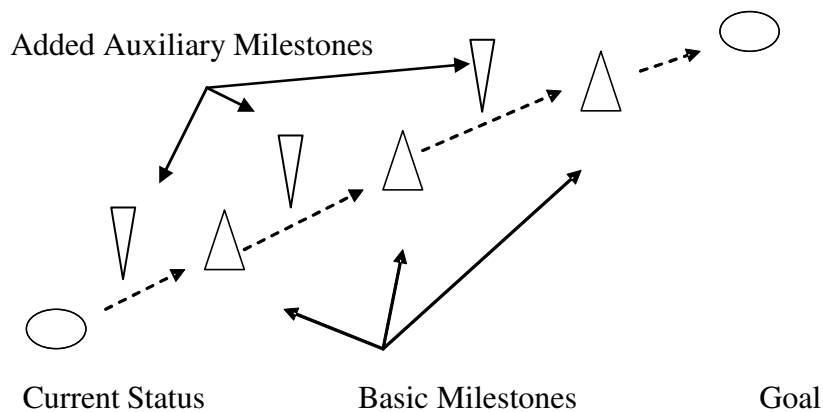 Added Auxiliary Milestones
Current Status
Basic Milestones
Goal